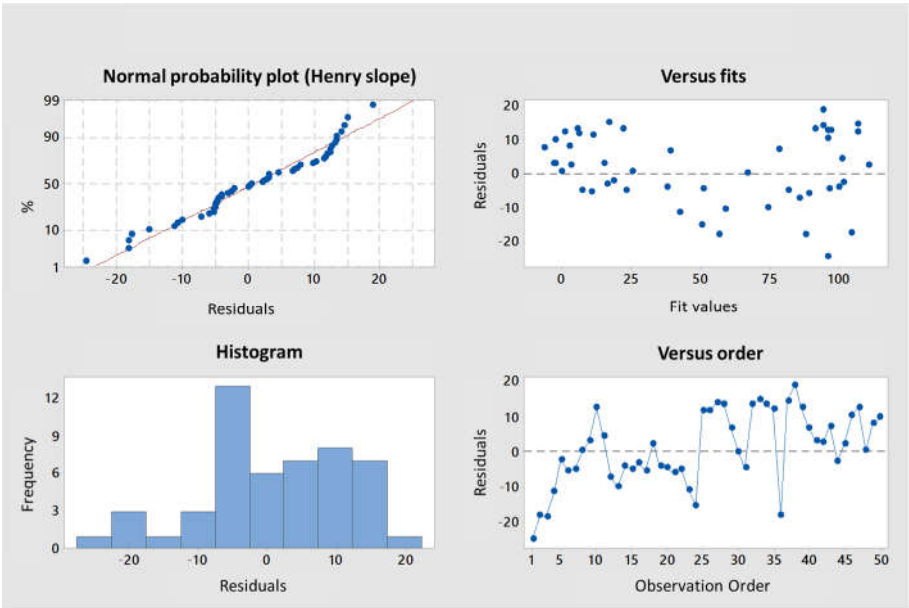 Normal probability plot (Henry slope)
99
90
50
10
1
%
-20 -10 0 10 20
Residuals
Versus fits
20
10
0
-10
-20
Residuals
0 25 50 75 100
Fit values
Histogram
12
9
6
3
0
Frequency
-20 -10 0 10 20
Residuals
Versus order
20
10
0
-10
-20
Residuals
1 5 10 15 20 25 30 35 40 45 50
Observation Order